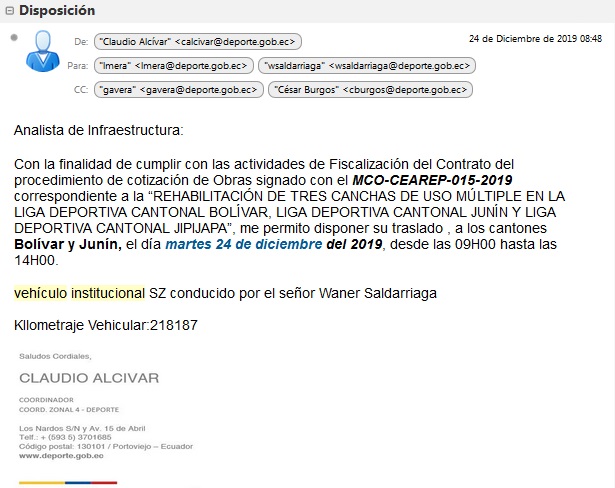 Disposición
De: "Claudio Alcívar" <calcivar@deporte.gob.ec>
24 de Diciembre de 2019 08:48
Para: "lmera" <lmera@deporte.gob.ec> "wsaldarriaga" <wsaldarriaga@deporte.gob.ec>
CC: "gavera" <gavera@deporte.gob.ec> "César Burgos" <cburgos@deporte.gob.ec>
Analista de Infraestructura:
Con la finalidad de cumplir con las actividades de Fiscalización del Contrato del
procedimiento de cotización de Obras signado con el MCO-CEAREP-015-2019
correspondiente a la “REHABILITACIÓN DE TRES CANCHAS DE USO MÚLTIPLE EN LA
LIGA DEPORTIVA CANTONAL BOLÍVAR, LIGA DEPORTIVA CANTONAL JUNÍN Y LIGA
DEPORTIVA CANTONAL JIPIJAPA”, me permito disponer su traslado , a los cantones
Bolívar y Junín, el día martes 24 de diciembre del 2019, desde las 09H00 hasta las
14H00.
vehículo institucional SZ conducido por el señor Waner Saldarriaga
KIlometraje Vehicular:218187
Saludos Cordiales,
CLAUDIO ALCIVAR
COORDINADOR
COORD. ZONAL 4 - DEPORTE
Los Nardos S/N y Av. 15 de Abril
Telf.: + (593 5) 3701685
Código postal: 130101 / Portoviejo – Ecuador
www.deporte.gob.ec